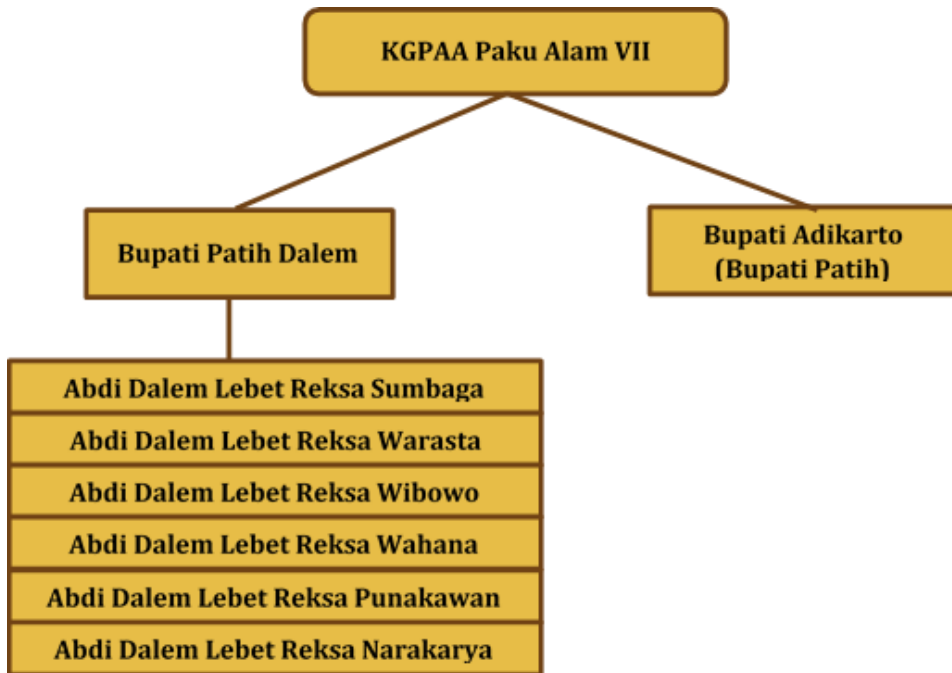 KGPAA Paku Alam VII
Bupati Patih Dalem
Bupati Adikarto
(Bupati Patih)
Abdi Dalem Lebet Reksa Sumbaga
Abdi Dalem Lebet Reksa Warasta
Abdi Dalem Lebet Reksa Wibowo
Abdi Dalem Lebet Reksa Wahana
Abdi Dalem Lebet Reksa Punakawan
Abdi Dalem Lebet Reksa Narakarya